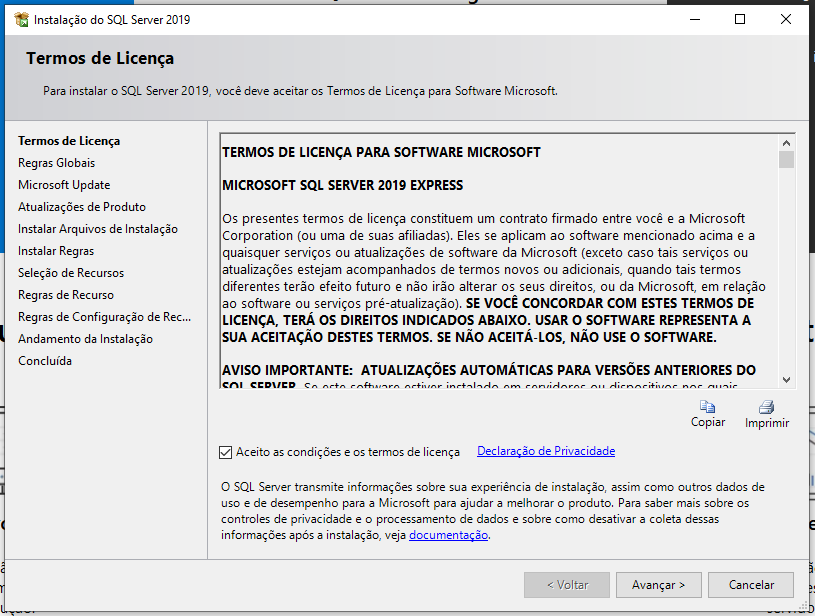 Instalação do SQL Server 2019
Termos de Licença
Para instalar o SQL Server 2019, você deve aceitar os Termos de Licença para Software Microsoft.
Termos de Licença
Regras Globais
Microsoft Update
Atualizações de Produto
Instalar Arquivos de Instalação
Instalar Regras
Seleção de Recursos
Regras de Recurso
Regras de Configuração de Rec...
Andamento da Instalação
Concluída
TERMOS DE LICENÇA PARA SOFTWARE MICROSOFT
MICROSOFT SQL SERVER 2019 EXPRESS
Os presentes termos de licença constituem um contrato firmado entre você e a Microsoft
Corporation (ou uma de suas afiliadas). Eles se aplicam ao software mencionado acima e a
quaisquer serviços ou atualizações de software da Microsoft (exceto caso tais serviços ou
atualizações estejam acompanhados de termos novos ou adicionais, quando tais termos
diferentes terão efeito futuro e não irão alterar os seus direitos, ou da Microsoft, em relação
ao software ou serviços pré-atualização). SE VOCÊ CONCORDAR COM ESTES TERMOS DE
LICENÇA, TERÁ OS DIREITOS INDICADOS ABAIXO. USAR O SOFTWARE REPRESENTA A
SUA ACEITAÇÃO DESTES TERMOS. SE NÃO ACEITÁ-LOS, NÃO USE O SOFTWARE.
AVISO IMPORTANTE: ATUALIZAÇÕES AUTOMÁTICAS PARA VERSÕES ANTERIORES DO
SQL SERVER. Se este software estiver instalado em servidores ou dispositivos nos quais
Copiar
Imprimir
Aceito as condições e os termos de licença
Declaração de Privacidade
O SQL Server transmite informações sobre sua experiência de instalação, assim como outros dados de
uso e de desempenho para a Microsoft para ajudar a melhorar o produto. Para saber mais sobre os
controles de privacidade e o processamento de dados e sobre como desativar a coleta dessas
informações após a instalação, veja documentação.
< Voltar
Avançar >
Cancelar